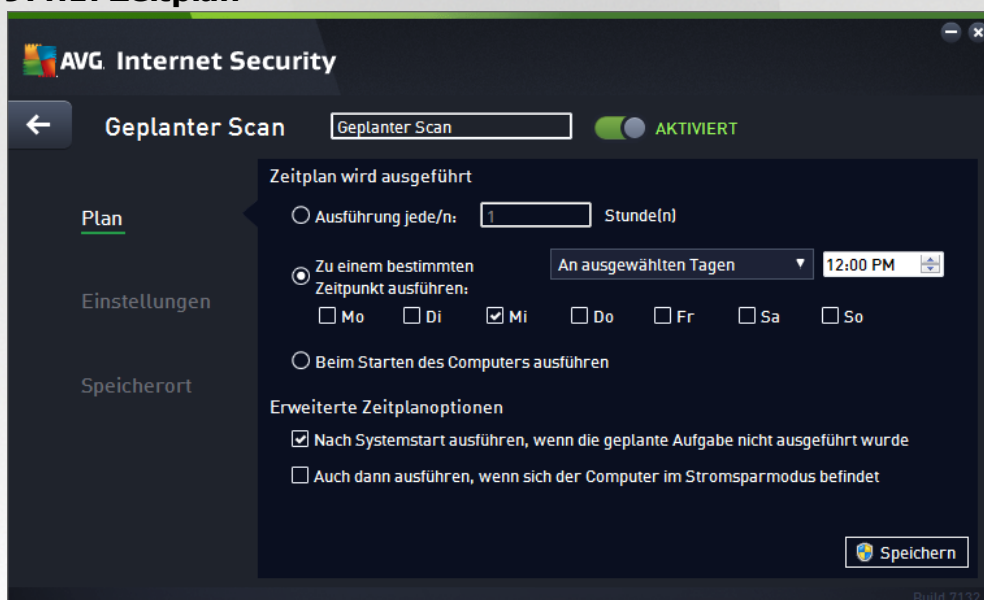 Zeitplan
AVG. Internet Security
Geplanter Scan
Geplanter Scan
AKTIVIERT
Plan
Einstellungen
Speicherort
Zeitplan wird ausgeführt
Ausführung jede/n:
1
Stunde(n)
Zu einem bestimmten
Zeitpunkt ausführen:
An ausgewählten Tagen
12:00 PM
Mo Di Mi Do Fr Sa So
Beim Starten des Computers ausführen
Erweiterte Zeitplanoptionen
Nach Systemstart ausführen, wenn die geplante Aufgabe nicht ausgeführt wurde
Auch dann ausführen, wenn sich der Computer im Stromsparmodus befindet
Speichern
Build 7132